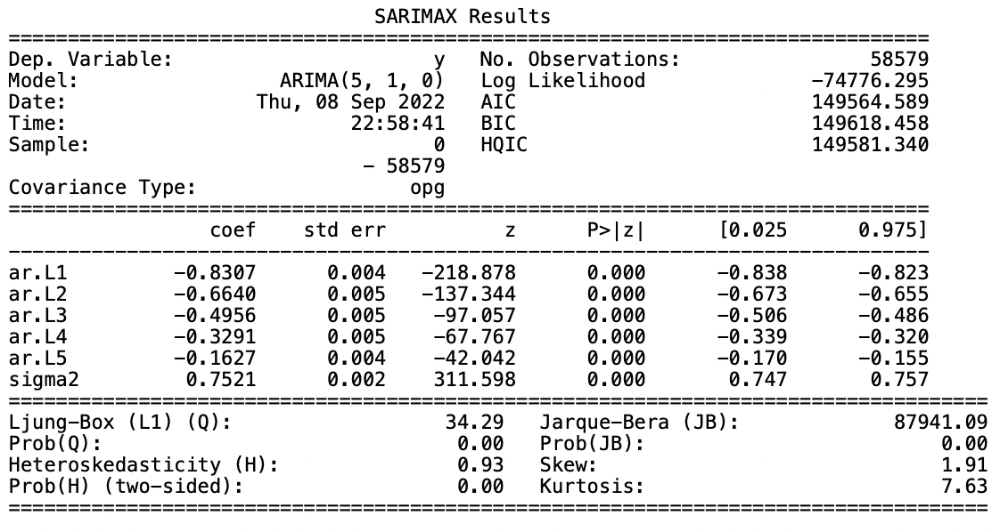 SARIMAX Results
==============================================================================
Dep. Variable:                      y   No. Observations:                58579
Model:                 ARIMA(5, 1, 0)   Log Likelihood              -74776.295
Date:                Thu, 08 Sep 2022   AIC                         149564.589
Time:                        22:58:41   BIC                         149618.458
Sample:                             0   HQIC                        149581.340
                              - 58579
Covariance Type:                  opg
==============================================================================
                 coef    std err          z      P>|z|      [0.025      0.975]
------------------------------------------------------------------------------
ar.L1         -0.8307      0.004   -218.878      0.000      -0.838      -0.823
ar.L2         -0.6640      0.005   -137.344      0.000      -0.673      -0.655
ar.L3         -0.4956      0.005    -97.057      0.000      -0.506      -0.486
ar.L4         -0.3291      0.005    -67.767      0.000      -0.339      -0.320
ar.L5         -0.1627      0.004    -42.042      0.000      -0.170      -0.155
sigma2         0.7521      0.002    311.598      0.000       0.747       0.757
===================================================================================
Ljung-Box (L1) (Q):                  34.29   Jarque-Bera (JB):             87941.09
Prob(Q):                              0.00   Prob(JB):                         0.00
Heteroskedasticity (H):               0.93   Skew:                             1.91
Prob(H) (two-sided):                  0.00   Kurtosis:                         7.63
===================================================================================